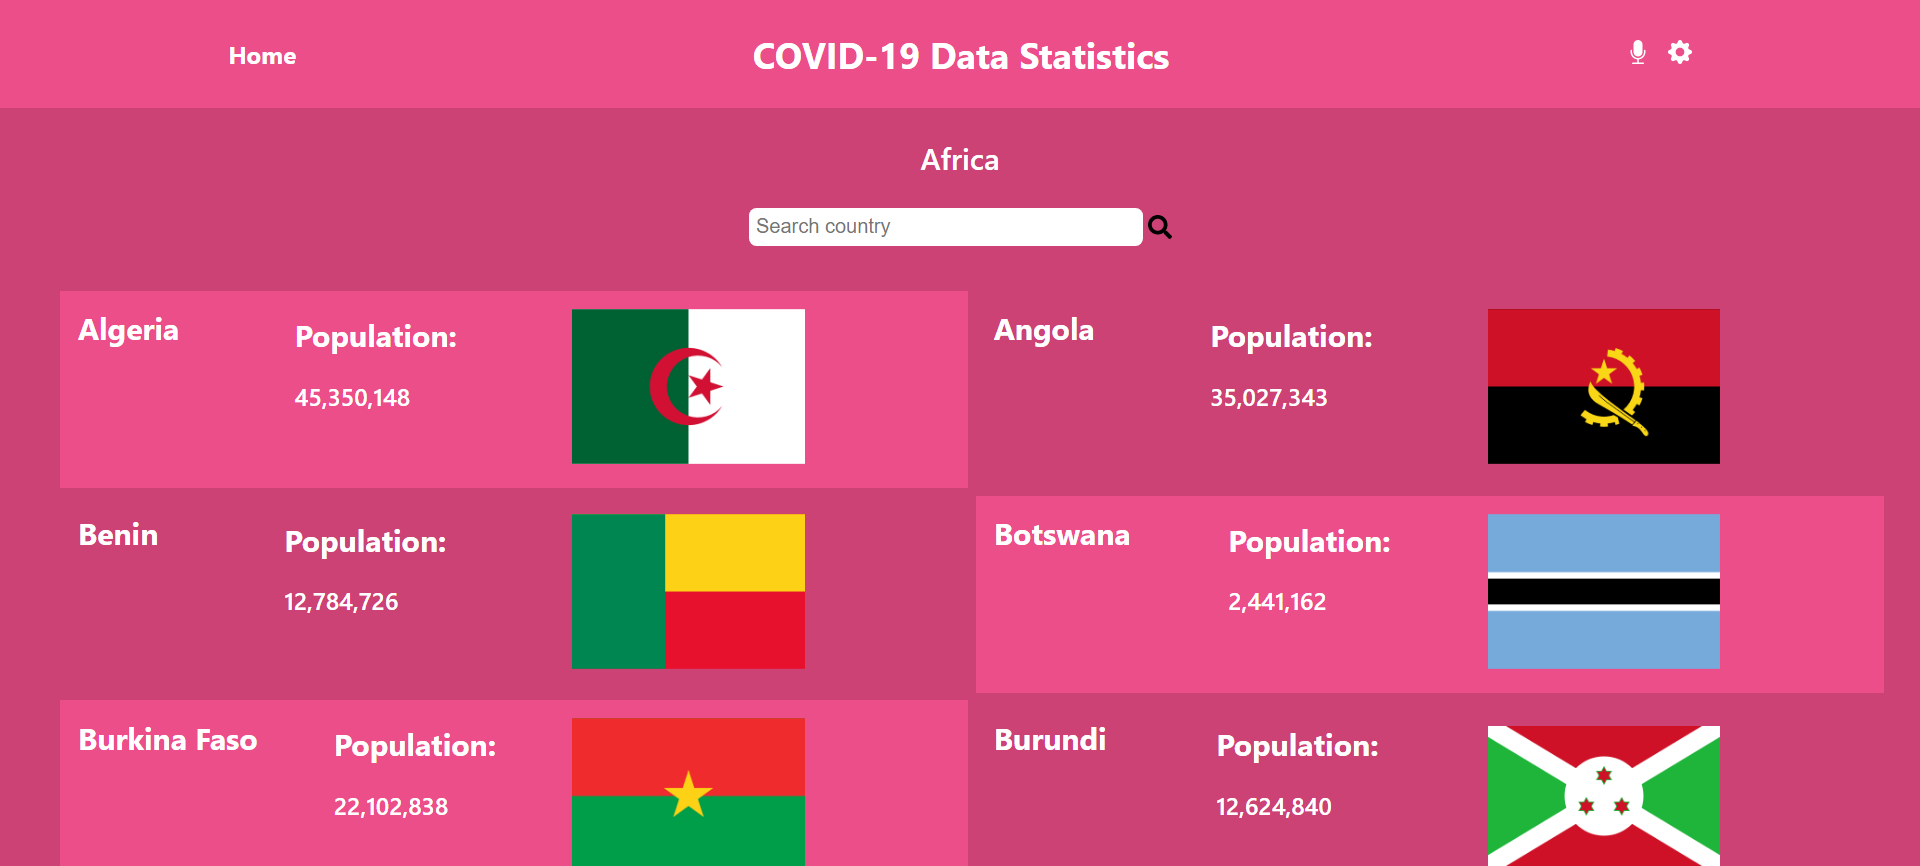 Home
COVID-19 Data Statistics
Africa
Search country
Algeria
Population:
45,350,148
Angola
Population:
35,027,343
Benin
Population:
12,784,726
Botswana
Population:
2,441,162
Burkina Faso
Population:
22,102,838
Burundi
Population:
12,624,840